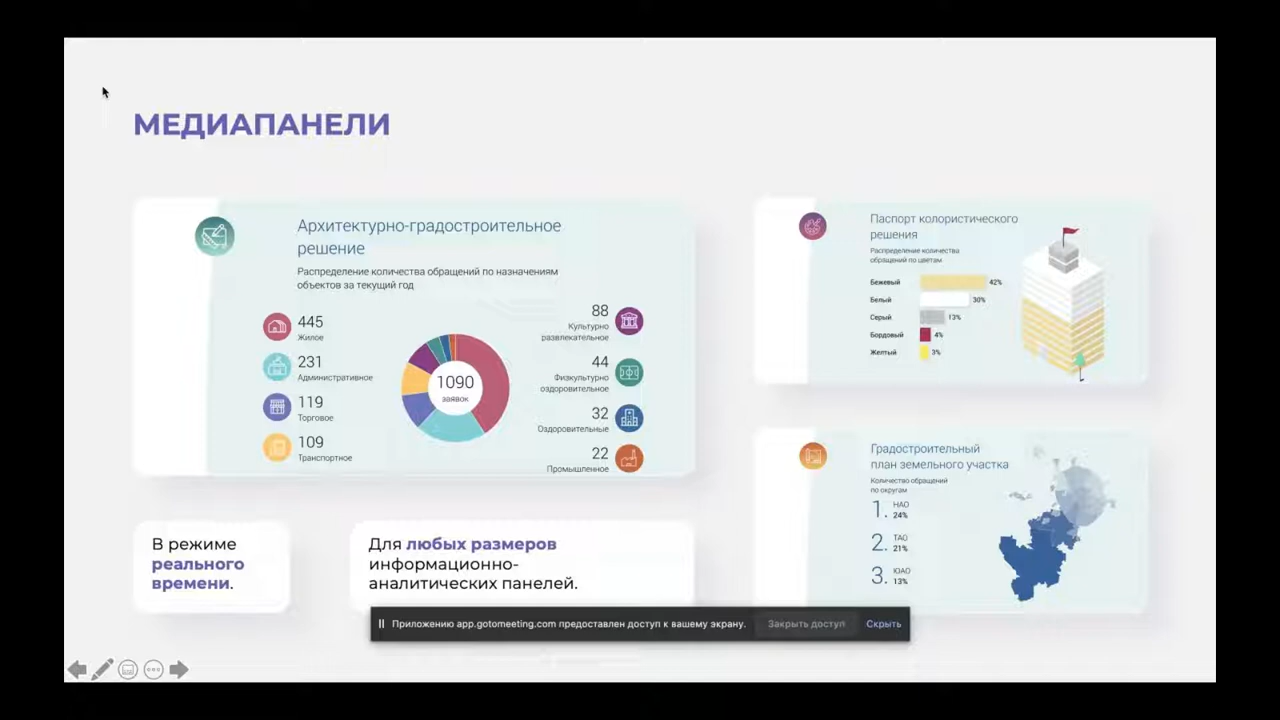 МЕДИАПАНЕЛИ
Архитектурно-градостроительное
решение
Распределение количества обращений по назначениям
объектов за текущий год
445
Жилое
231
Административное
119
Торговое
109
Транспортное
1090
заявок
88
Культурно
развлекательное
44
Физкультурно
оздоровительное
32
Оздоровительные
22
Промышленное
Паспорт колористического
решения
Распределение количества
обращений по цветам
Бежевый 42%
Белый 30%
Серый 13%
Бордовый 4%
Желтый 3%
Градостроительный
план земельного участка
Количество обращений
по округам
1. НАО
24%
2. ТАО
21%
3. ЮАО
13%
В режиме
реального
времени.
Для любых размеров
информационно-
аналитических панелей.
Приложению app.gotomeeting.com предоставлен доступ к вашему экрану. Закрыть доступ Скрыть